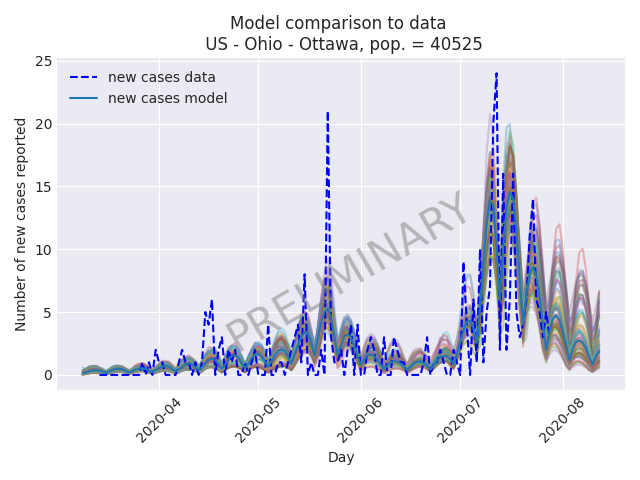 Model comparison to data
US - Ohio - Ottawa, pop. = 40525
25
20
15
10
5
0
Number of new cases reported
new cases data
new cases model
PRELIMINARY
2020-04
2020-05
2020-06
2020-07
2020-08
Day